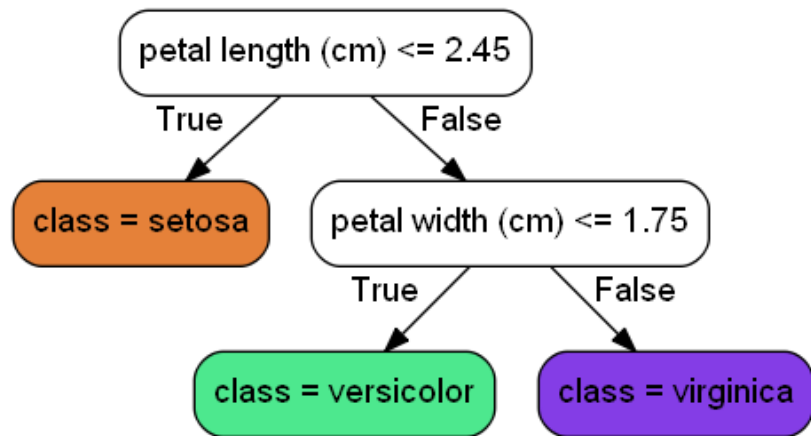 petal length (cm) <= 2.45
True
False
class = setosa
petal width (cm) <= 1.75
True
False
class = versicolor
class = virginica